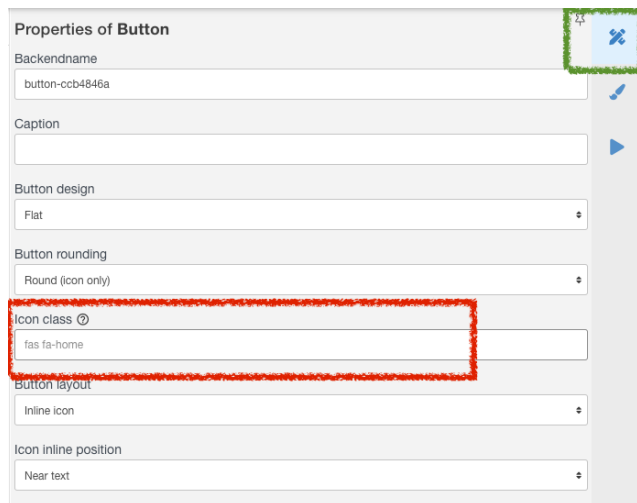 Properties of Button
Backendname
button-ccb4846a
Caption
Button design
Flat
Button rounding
Round (icon only)
Icon class
fas fa-home
Button layout
Inline icon
Icon inline position
Near text